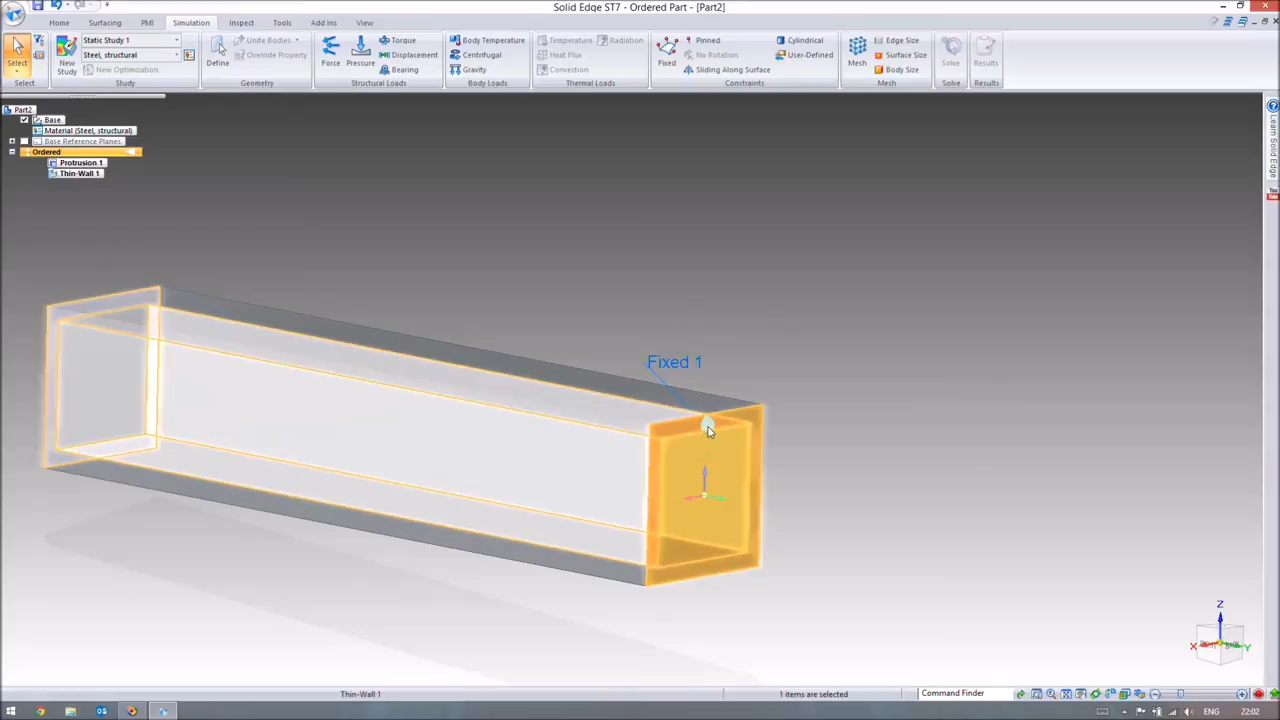 Solid Edge ST7 - Ordered Part - [Part2]
Home Surfacing PMI Simulation Inspect Tools Add Ins View
Static Study 1
Steel, structural
New Optimization
Select
New Study
Study
Define
Unite Bodies
Override Property
Geometry
Force
Pressure
Torque
Displacement
Bearing
Structural Loads
Body Temperature
Centrifugal
Gravity
Body Loads
Temperature
Radiation
Heat Flux
Convection
Thermal Loads
Fixed
Pinned
No Rotation
Sliding Along Surface
Cylindrical
User-Defined
Constraints
Mesh
Edge Size
Surface Size
Body Size
Mesh
Solve
Solve
Results
Results
Select
Part2
Base
Material (Steel, structural)
Base Reference Planes
Ordered
Protrusion 1
Thin-Wall 1
Learn Solid Edge
You
Fixed 1
Z
X
Y
Thin-Wall 1
1 items are selected
Command Finder
ENG
22:02